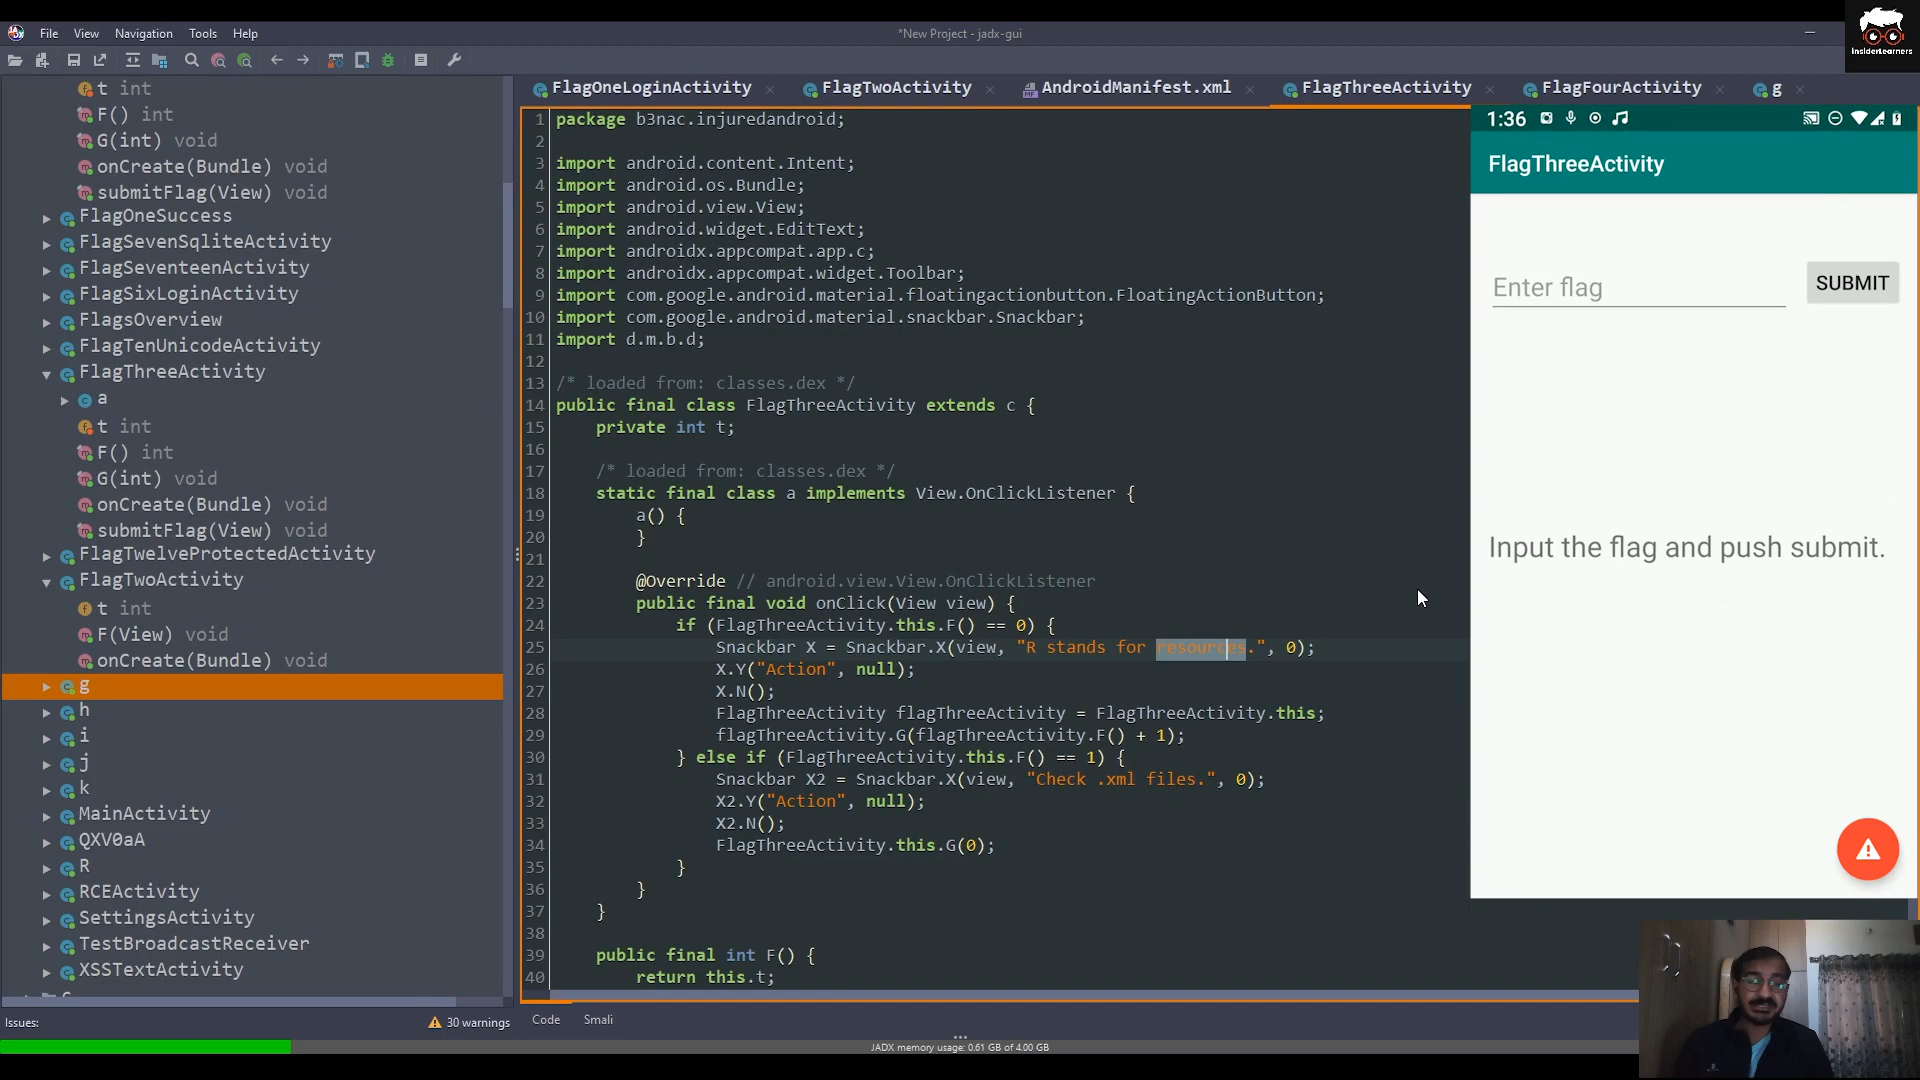 File View Navigation Tools Help
*New Project - jadx-gui
InsiderLearners
t int
F() int
G(int) void
onCreate(Bundle) void
submitFlag(View) void
FlagOneSuccess
FlagSevenSqliteActivity
FlagSeventeenActivity
FlagSixLoginActivity
FlagsOverview
FlagTenUnicodeActivity
FlagThreeActivity
a
t int
F() int
G(int) void
onCreate(Bundle) void
submitFlag(View) void
FlagTwelveProtectedActivity
FlagTwoActivity
t int
F(View) void
onCreate(Bundle) void
g
h
i
j
k
MainActivity
QXV0aA
R
RCEActivity
SettingsActivity
TestBroadcastReceiver
XSSTextActivity
FlagOneLoginActivity FlagTwoActivity AndroidManifest.xml FlagThreeActivity FlagFourActivity g
1 package b3nac.injuredandroid;
2
3 import android.content.Intent;
4 import android.os.Bundle;
5 import android.view.View;
6 import android.widget.EditText;
7 import androidx.appcompat.app.c;
8 import androidx.appcompat.widget.Toolbar;
9 import com.google.android.material.floatingactionbutton.FloatingActionButton;
10 import com.google.android.material.snackbar.Snackbar;
11 import d.m.b.d;
12
13 /* loaded from: classes.dex */
14 public final class FlagThreeActivity extends c {
15 private int t;
16
17 /* loaded from: classes.dex */
18 static final class a implements View.OnClickListener {
19 a() {
20 }
21
22 @Override // android.view.View.OnClickListener
23 public final void onClick(View view) {
24 if (FlagThreeActivity.this.F() == 0) {
25 Snackbar X = Snackbar.X(view, "R stands for resources.", 0);
26 X.Y("Action", null);
27 X.N();
28 FlagThreeActivity flagThreeActivity = FlagThreeActivity.this;
29 flagThreeActivity.G(flagThreeActivity.F() + 1);
30 } else if (FlagThreeActivity.this.F() == 1) {
31 Snackbar X2 = Snackbar.X(view, "Check .xml files.", 0);
32 X2.Y("Action", null);
33 X2.N();
34 FlagThreeActivity.this.G(0);
35 }
36 }
37 }
38
39 public final int F() {
40 return this.t;
1:36
FlagThreeActivity
Enter flag
SUBMIT
Input the flag and push submit.
Issues: 30 warnings
Code Smali
JADX memory usage: 0.61 GB of 4.00 GB